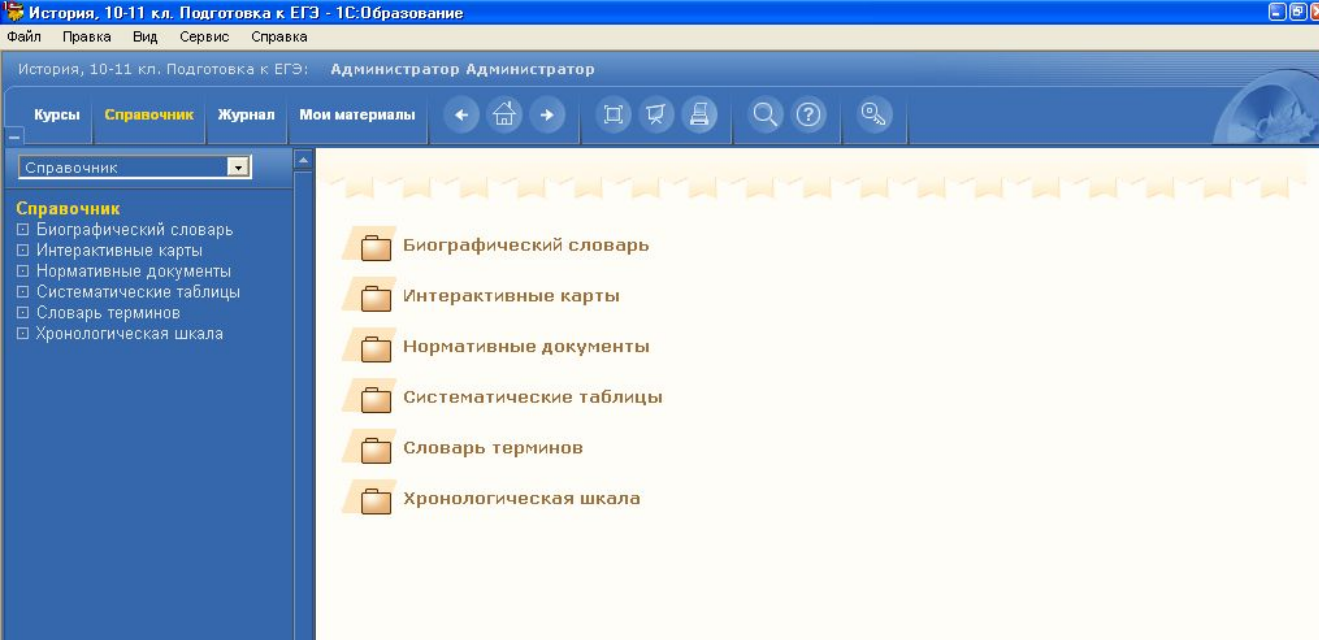 История, 10-11 кл. Подготовка к ЕГЭ - 1С:Образование
Файл Правка Вид Сервис Справка
История, 10-11 кл. Подготовка к ЕГЭ: Администратор Администратор
Курсы Справочник Журнал Мои материалы
Справочник
Справочник
Биографический словарь
Интерактивные карты
Нормативные документы
Систематические таблицы
Словарь терминов
Хронологическая шкала
Биографический словарь
Интерактивные карты
Нормативные документы
Систематические таблицы
Словарь терминов
Хронологическая шкала